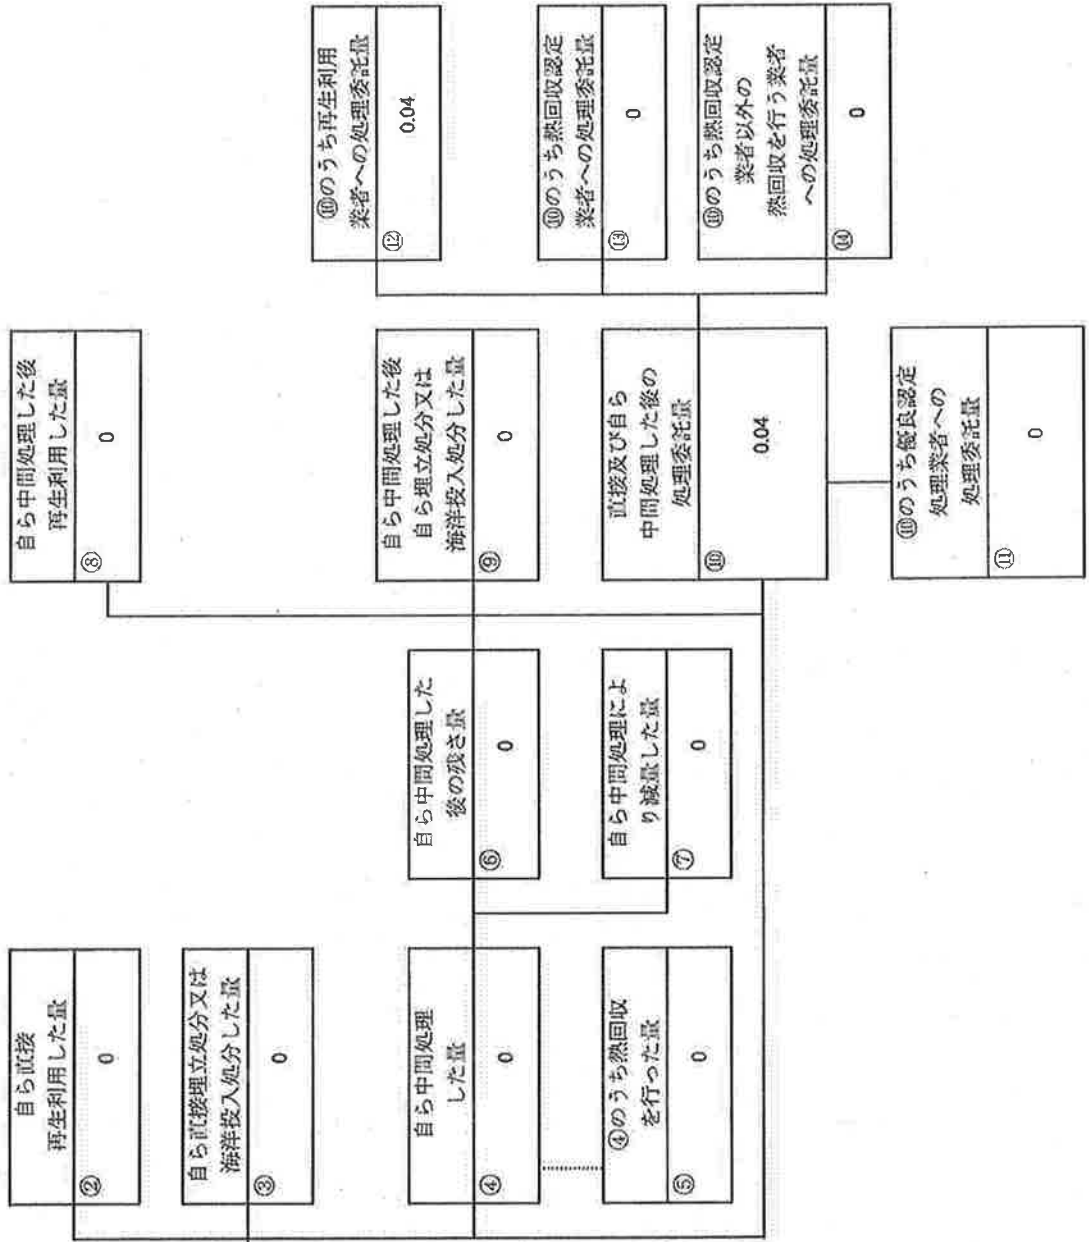 自ら直接
再生利用した量
②
0
自ら直接埋立処分又は
海洋投入処分した量
③
0
自ら中間処理
した量
④
0
④のうち熱回収
を行った量
⑤
0
自ら中間処理した
後の残さ量
⑥
0
自ら中間処理によ
り減量した量
⑦
0
自ら中間処理した後
再生利用した量
⑧
0
自ら中間処理した後
自ら埋立処分又は
海洋投入処分した量
⑨
0
直接及び自ら
中間処理した後の
処理委託量
⑩
0.04
⑩のうち優良認定
処理業者への
処理委託量
⑪
0
⑩のうち再生利用
業者への処理委託量
⑫
0.04
⑩のうち熱回収認定
業者への処理委託量
⑬
0
⑩のうち熱回収認定
業者以外の
熱回収を行う業者
への処理委託量
⑭
0